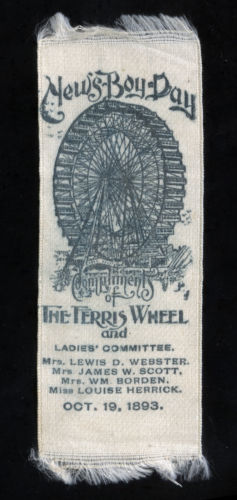 News-Boy-Day
Compliments
of
THE FERRIS WHEEL
and
LADIES' COMMITTEE.
Mrs. LEWIS D. WEBSTER.
Mrs JAMES W. SCOTT,
Mrs. WM. BORDEN.
Miss LOUISE HERRICK.
OCT. 19, 1893.